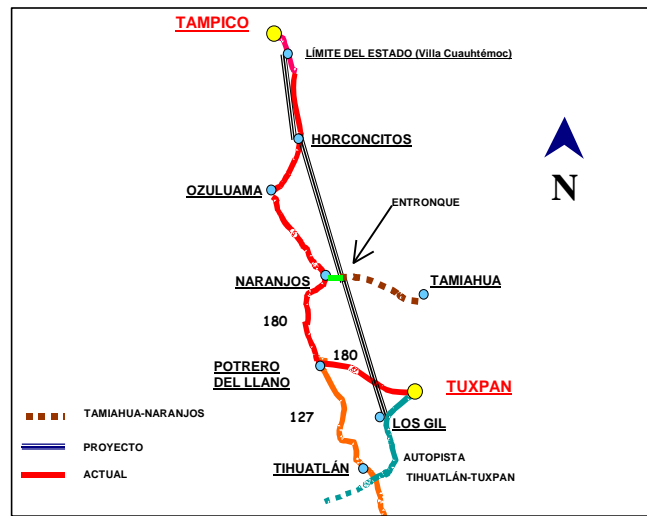 TAMPICO
LÍMITE DEL ESTADO (Villa Cuauhtémoc)
HORCONCITOS
N
OZULUAMA
ENTRONQUE
NARANJOS
TAMIAHUA
180
180
POTRERO
DEL LLANO
TUXPAN
127
LOS GIL
TAMIAHUA-NARANJOS
PROYECTO
ACTUAL
TIHUATLÁN
AUTOPISTA
TIHUATLÁN-TUXPAN